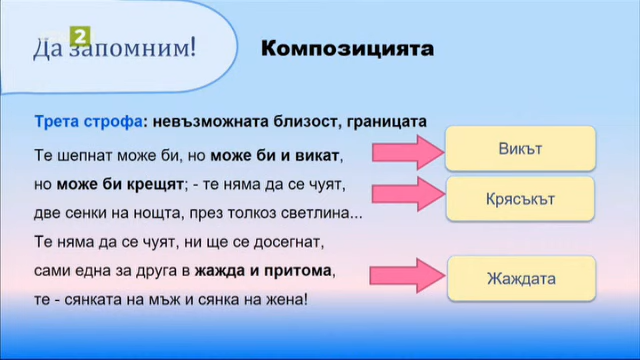 2
Да запомним!
Композицията
Трета строфа: невъзможната близост, границата
Те шепнат може би, но може би и викат,
но може би крещят; - те няма да се чуят,
две сенки на нощта, през толкоз светлина...
Те няма да се чуят, ни ще се досегнат,
сами една за друга в жажда и притома,
те - сянката на мъж и сянка на жена!
Викът
Крясъкът
Жаждата